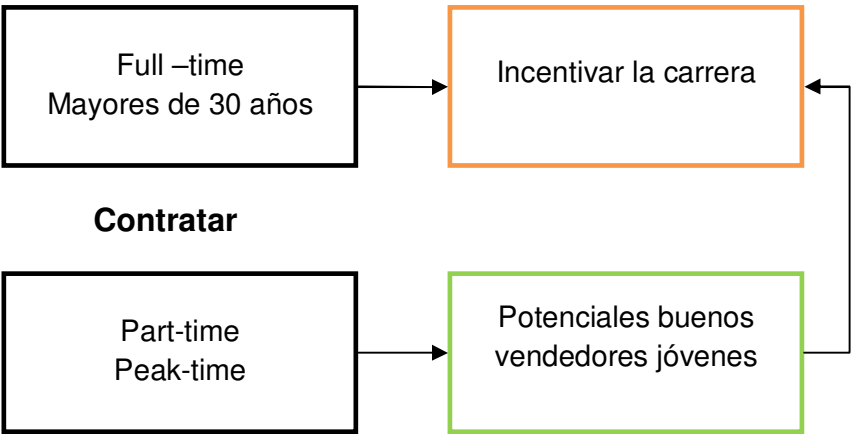 Full –time
Mayores de 30 años
Incentivar la carrera
Contratar
Part-time
Peak-time
Potenciales buenos
vendedores jóvenes